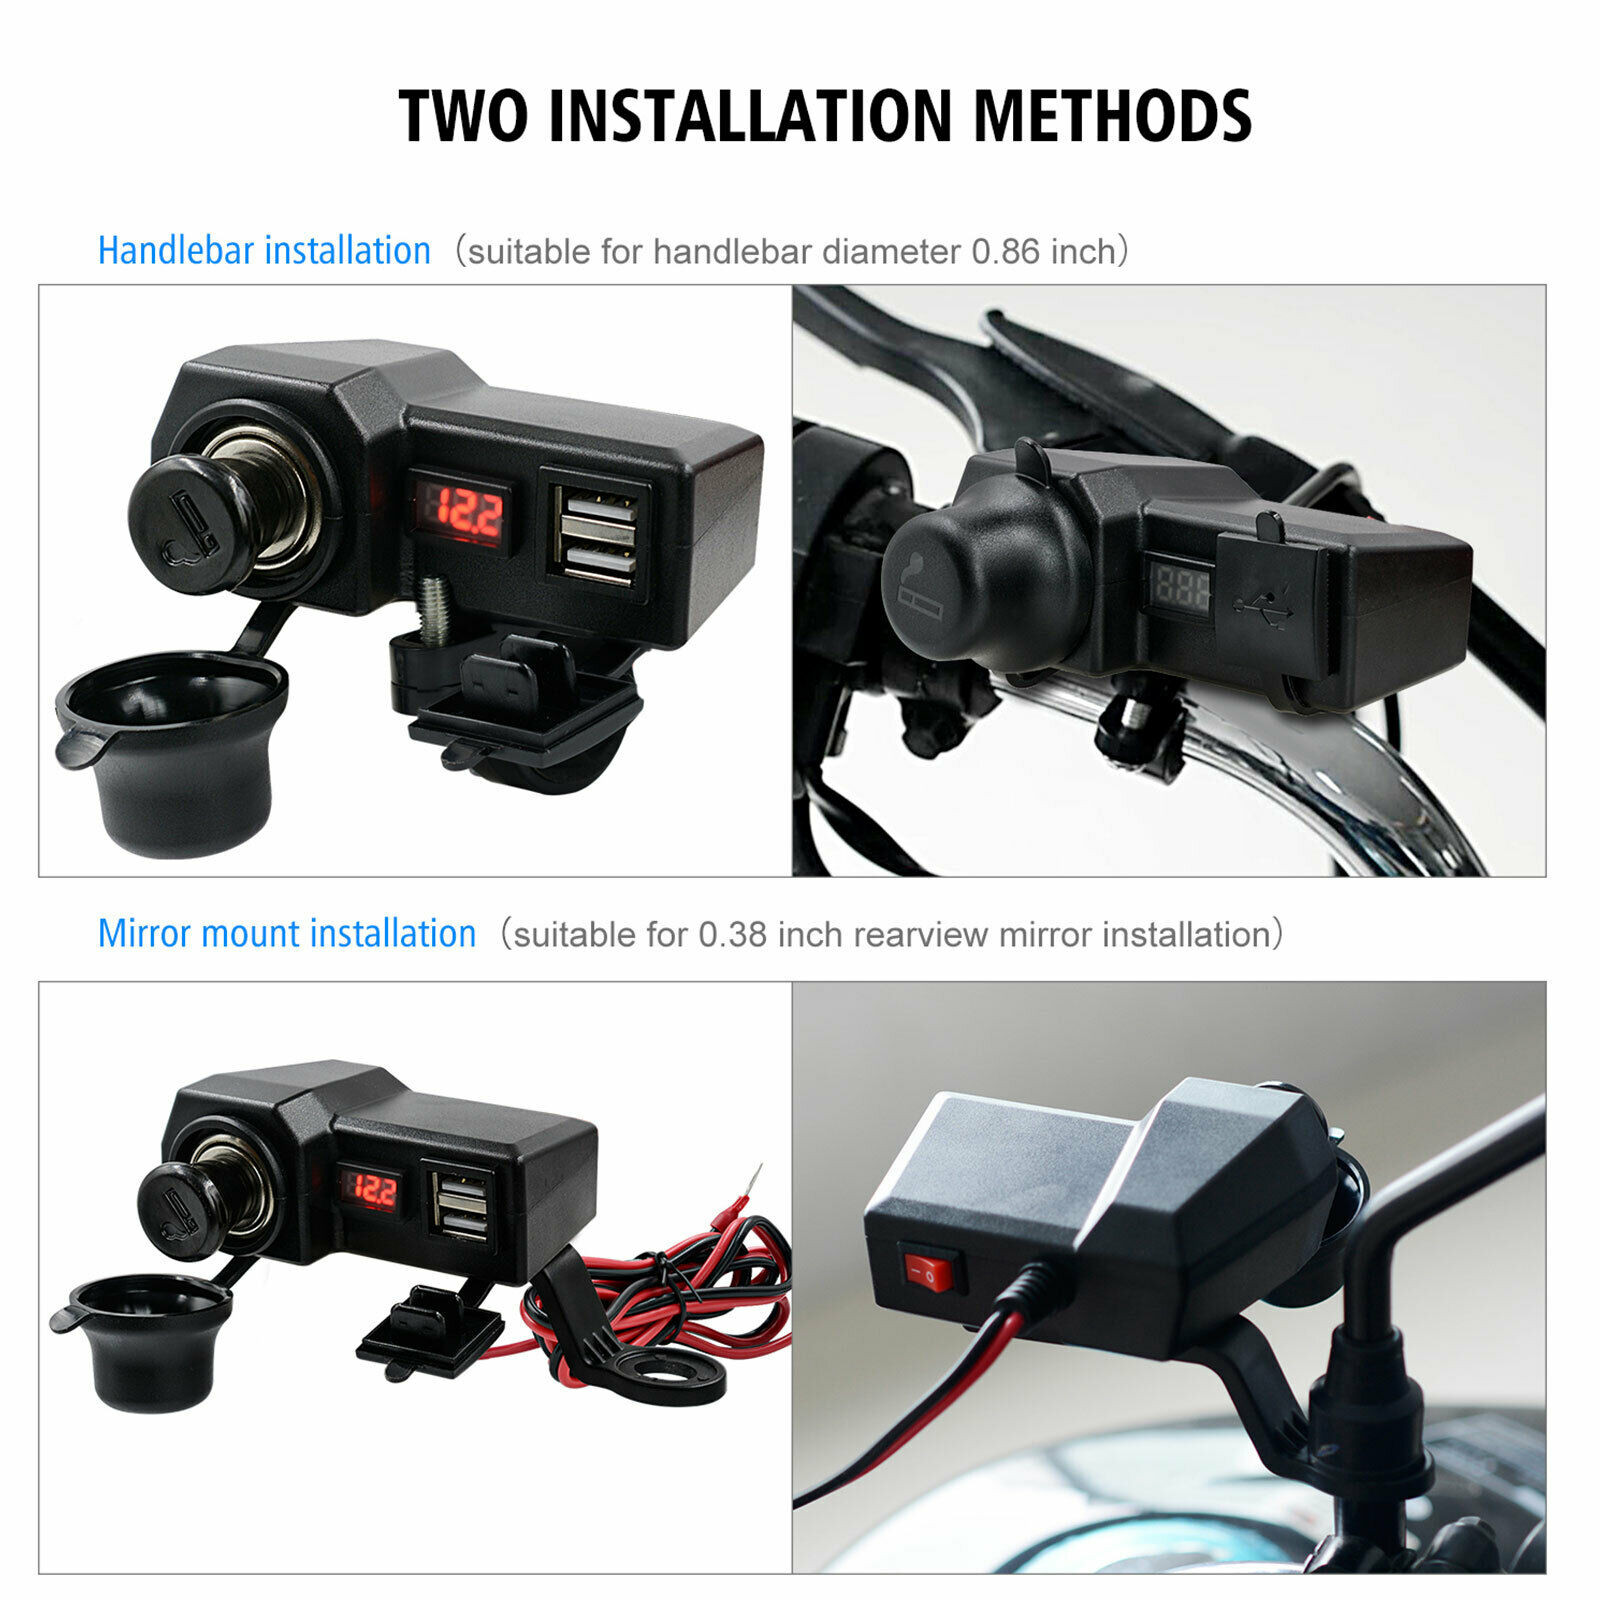 TWO INSTALLATION METHODS
Handlebar installation（suitable for handlebar diameter 0.86 inch）
12.2
Mirror mount installation（suitable for 0.38 inch rearview mirror installation）
12.2